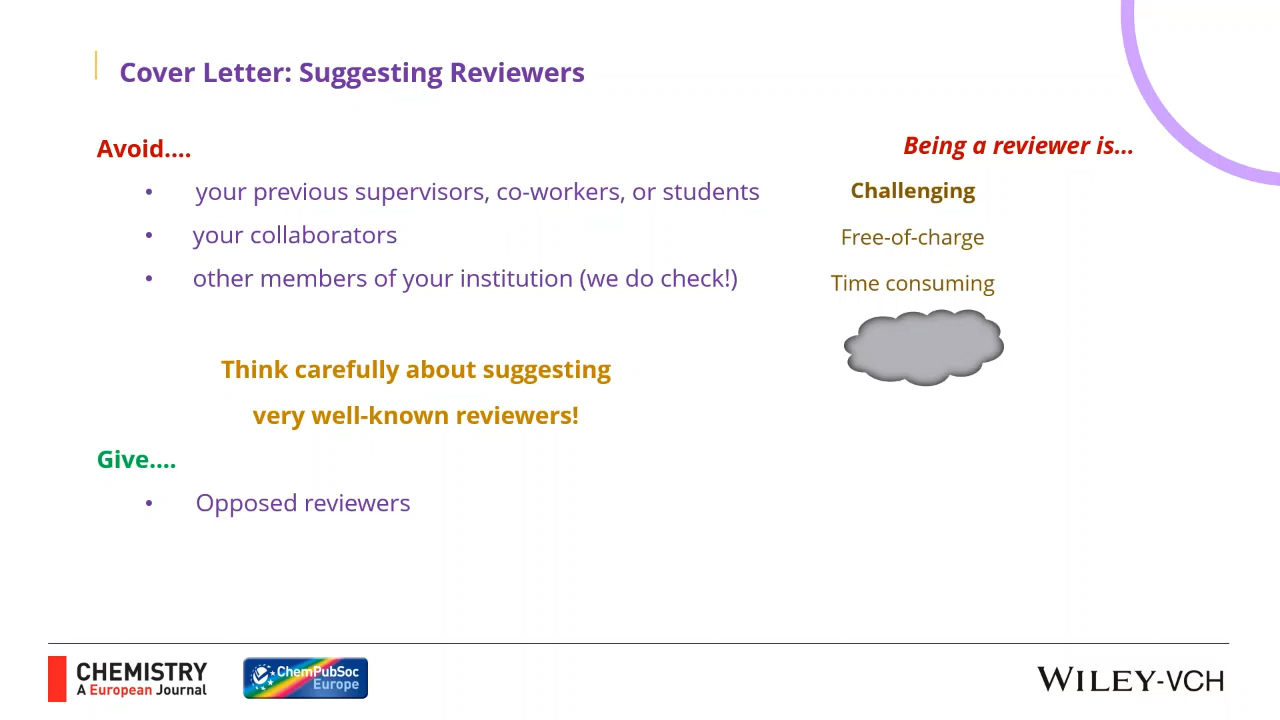 Cover Letter: Suggesting Reviewers
Avoid....
• your previous supervisors, co-workers, or students
• your collaborators
• other members of your institution (we do check!)
Think carefully about suggesting
very well-known reviewers!
Give....
• Opposed reviewers
Being a reviewer is...
Challenging
Free-of-charge
Time consuming
CHEMISTRY
A European Journal
ChemPubSoc
Europe
WILEY-VCH